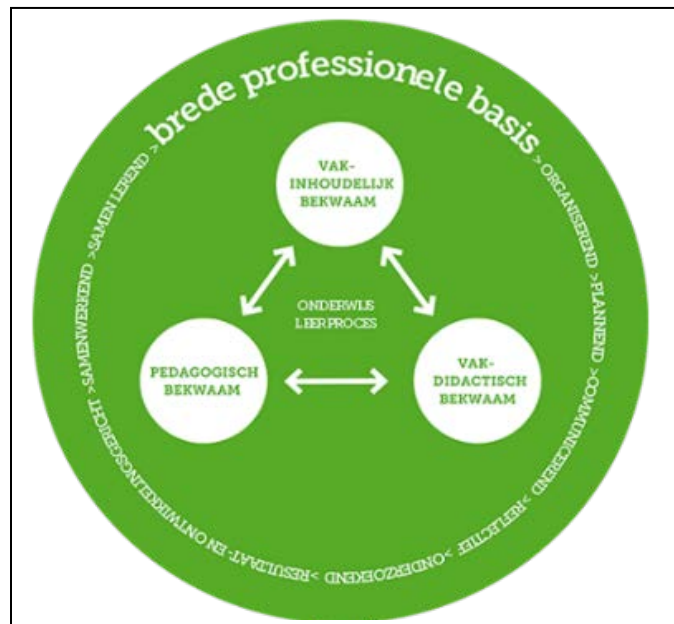 brede professionele basis
> ORGANISEREND >PLANNEND >COMMUNICEREND >REFLECTIEF >ONDERZOEKEND >RESULTAAT- EN ONTWIKKELINGSGERICHT >SAMENWERKEND >SAMEN LEREND >
VAK-
INHOUDELIJK
BEKWAAM
ONDERWIJS
LEERPROCES
PEDAGOGISCH
BEKWAAM
VAK-
DIDACTISCH
BEKWAAM